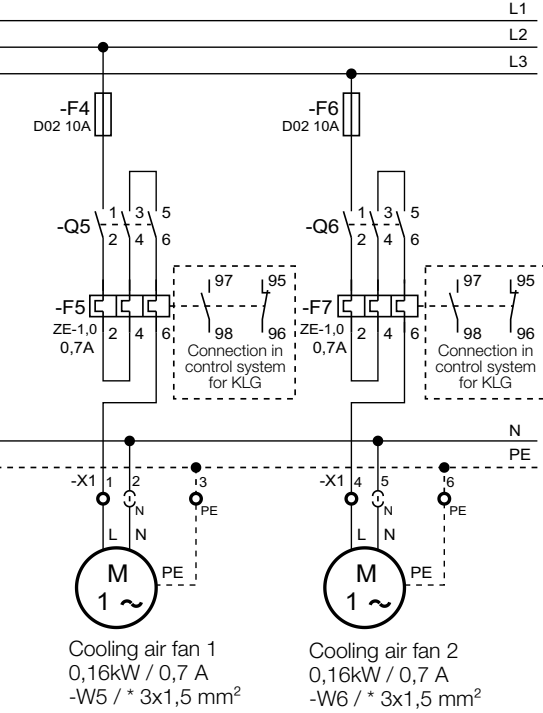 L1
L2
L3
-F4
D02 10A
-F6
D02 10A
-Q5
1 3 5
2 4 6
-Q6
1 3 5
2 4 6
-F5
ZE-1,0
0,7A
2 4 6
97 95
98 96
Connection in
control system
for KLG
-F7
ZE-1,0
0,7A
2 4 6
97 95
98 96
Connection in
control system
for KLG
N
PE
-X1 1 2 3
N PE
L N
M
1 ~
PE
-X1 4 5 6
N PE
L N
M
1 ~
PE
Cooling air fan 1
0,16kW / 0,7 A
-W5 / * 3x1,5 mm²
Cooling air fan 2
0,16kW / 0,7 A
-W6 / * 3x1,5 mm²